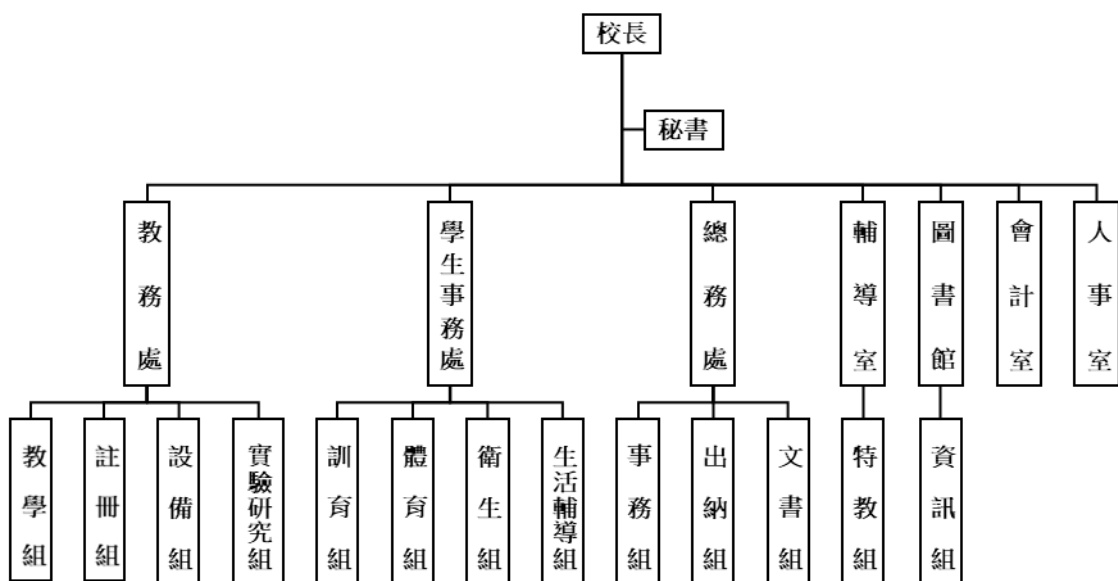 校長
秘書
教務處
學生事務處
總務處
輔導室
圖書館
會計室
人事室
教學組
註冊組
設備組
實驗研究組
訓育組
體育組
衛生組
生活輔導組
事務組
出納組
文書組
特教組
資訊組